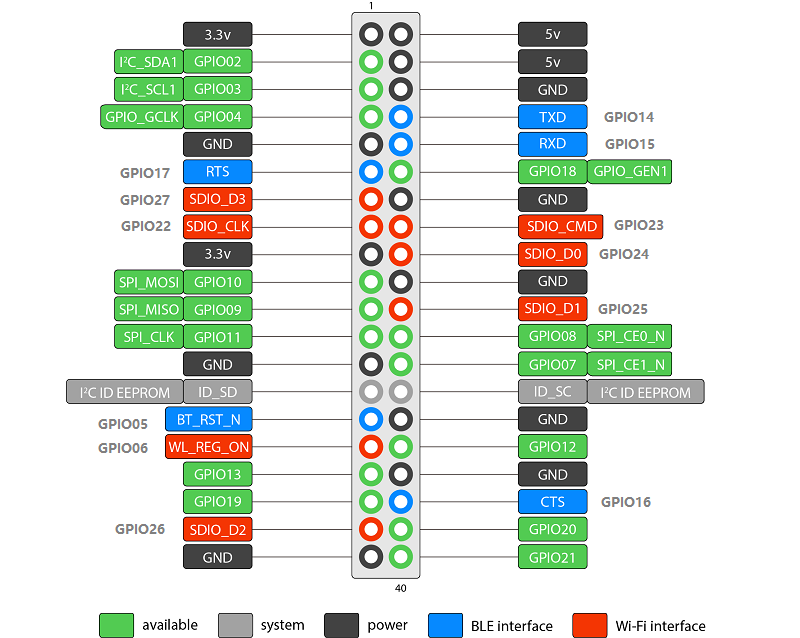 1
3.3v 5v
I²C_SDA1 GPIO02 5v
I²C_SCL1 GPIO03 GND
GPIO_GCLK GPIO04 TXD GPIO14
GND RXD GPIO15
GPIO17 RTS GPIO18 GPIO_GEN1
GPIO27 SDIO_D3 GND
GPIO22 SDIO_CLK SDIO_CMD GPIO23
3.3v SDIO_D0 GPIO24
SPI_MOSI GPIO10 GND
SPI_MISO GPIO09 SDIO_D1 GPIO25
SPI_CLK GPIO11 GPIO08 SPI_CE0_N
GND GPIO07 SPI_CE1_N
I²C ID EEPROM ID_SD ID_SC I²C ID EEPROM
GPIO05 BT_RST_N GND
GPIO06 WL_REG_ON GPIO12
GPIO13 GND
GPIO19 CTS GPIO16
GPIO26 SDIO_D2 GPIO20
GND GPIO21
40
available system power BLE interface Wi-Fi interface